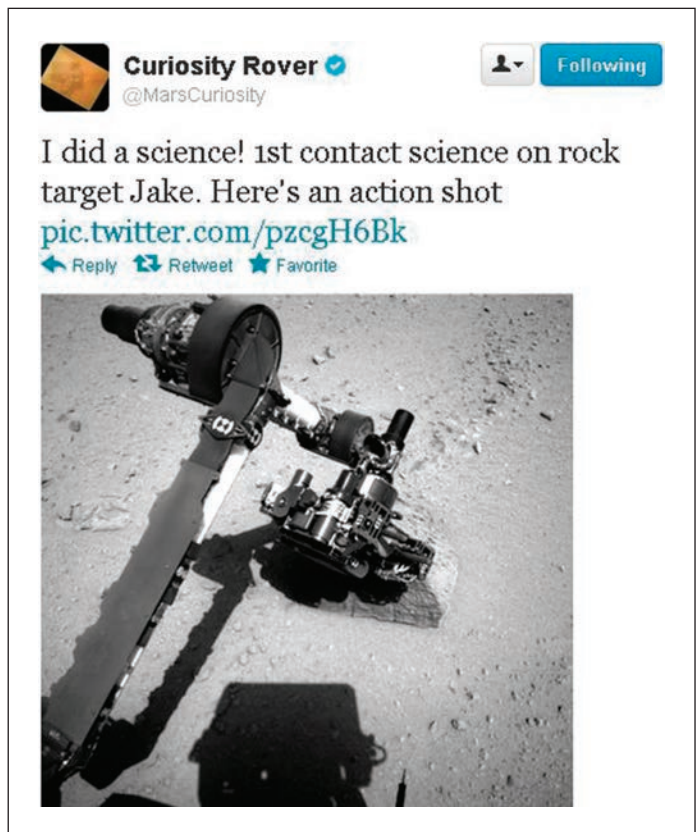 Curiosity Rover
Following
@MarsCuriosity
I did a science! 1st contact science on rock
target Jake. Here's an action shot
pic.twitter.com/pzcgH6Bk
Reply Retweet Favorite